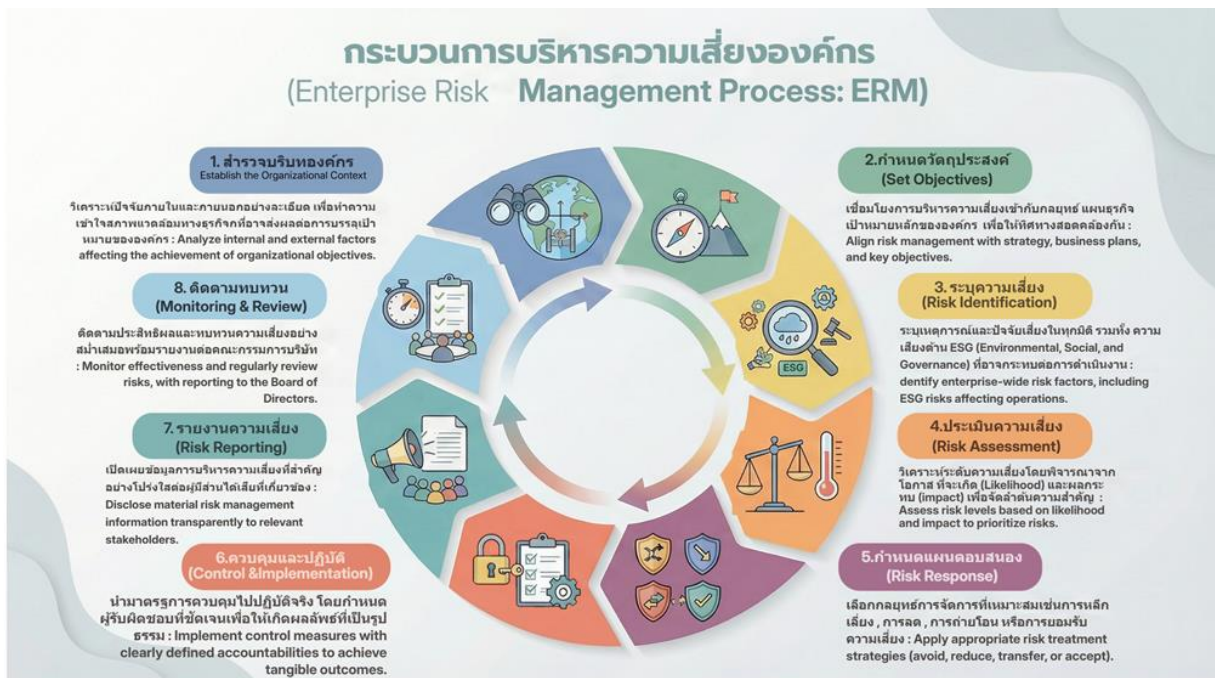 กระบวนการบริหารความเสี่ยงองค์กร
(Enterprise Risk Management Process: ERM)
1. สำรวจบริบทองค์กร
Establish the Organizational Context
วิเคราะห์ปัจจัยภายในและภายนอกอย่างละเอียด เพื่อทำความ
เข้าใจสภาพแวดล้อมทางธุรกิจกที่อาจส่งผลต่อการบรรลุเป้า
หมายขององค์กร : Analyze internal and external factors
affecting the achievement of organizational objectives.
2.กำหนดวัตถุประสงค์
(Set Objectives)
เชื่อมโยงการบริหารความเสี่ยงเข้ากับกลยุทธ์ แผนธุรกิจ
เป้าหมายหลักขององค์กร เพื่อให้ทิศทางสอดคล้องกัน :
Align risk management with strategy, business plans,
and key objectives.
3. ระบุความเสี่ยง
(Risk Identification)
ระบุเหตุการณ์และปัจจัยเสี่ยงในทุกมิติ รวมทั้ง ความ
เสี่ยงด้าน ESG (Environmental, Social, and
Governance) ที่อาจกระทบต่อการดำเนินงาน :
dentify enterprise-wide risk factors, including
ESG risks affecting operations.
ESG
4.ประเมินความเสี่ยง
(Risk Assessment)
วิเคราะห์ระดับความเสี่ยงโดยพิจารณาจาก
โอกาส ที่จะเกิด (Likelihood) และผลกระ
ทบ (impact) เพื่อจัดลำดับความสำคัญ :
Assess risk levels based on likelihood
and impact to prioritize risks.
5.กำหนดแผนตอบสนอง
(Risk Response)
เลือกกลยุทธ์การจัดการที่เหมาะสมเช่นการหลีก
เลี่ยง , การลด , การถ่ายโอน หรือการยอมรับ
ความเสี่ยง : Apply appropriate risk treatment
strategies (avoid, reduce, transfer, or accept).
6.ควบคุมและปฏิบัติ
(Control &Implementation)
นำมาตรฐการควบคุมไปปฏิบัติจริง โดยกำหนด
ผู้รับผิดชอบที่ชัดเจนเพื่อให้เกิดผลลัพธ์ที่เป็นรูป
ธรรม : Implement control measures with
clearly defined accountabilities to achieve
tangible outcomes.
7. รายงานความเสี่ยง
(Risk Reporting)
เปิดเผยข้อมูลการบริหารความเสี่ยงที่สำคัญ
อย่างโปร่งใสต่อผู้มีส่วนได้เสียที่เกี่ยวข้อง :
Disclose material risk management
information transparently to relevant
stakeholders.
8. ติดตามทบทวน
(Monitoring & Review)
ติดตามประสิทธิผลและทบทวนความเสี่ยงอย่าง
สม่ำเสมอพร้อมรายงานต่อคณะกรรมการบริษัท
: Monitor effectiveness and regularly review
risks, with reporting to the Board of
Directors.